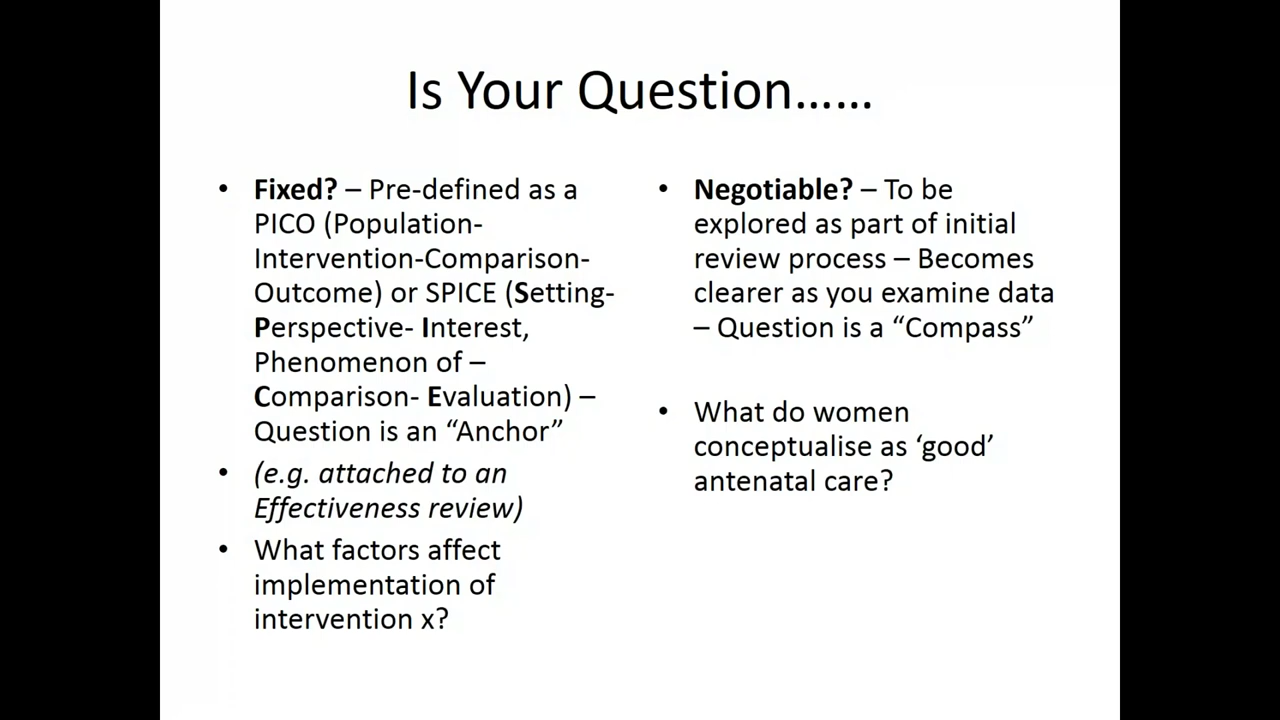 Is Your Question……
• Fixed? – Pre-defined as a
PICO (Population-
Intervention-Comparison-
Outcome) or SPICE (Setting-
Perspective- Interest,
Phenomenon of –
Comparison- Evaluation) –
Question is an “Anchor”
• (e.g. attached to an
Effectiveness review)
• What factors affect
implementation of
intervention x?
• Negotiable? – To be
explored as part of initial
review process – Becomes
clearer as you examine data
– Question is a “Compass”
• What do women
conceptualise as ‘good’
antenatal care?